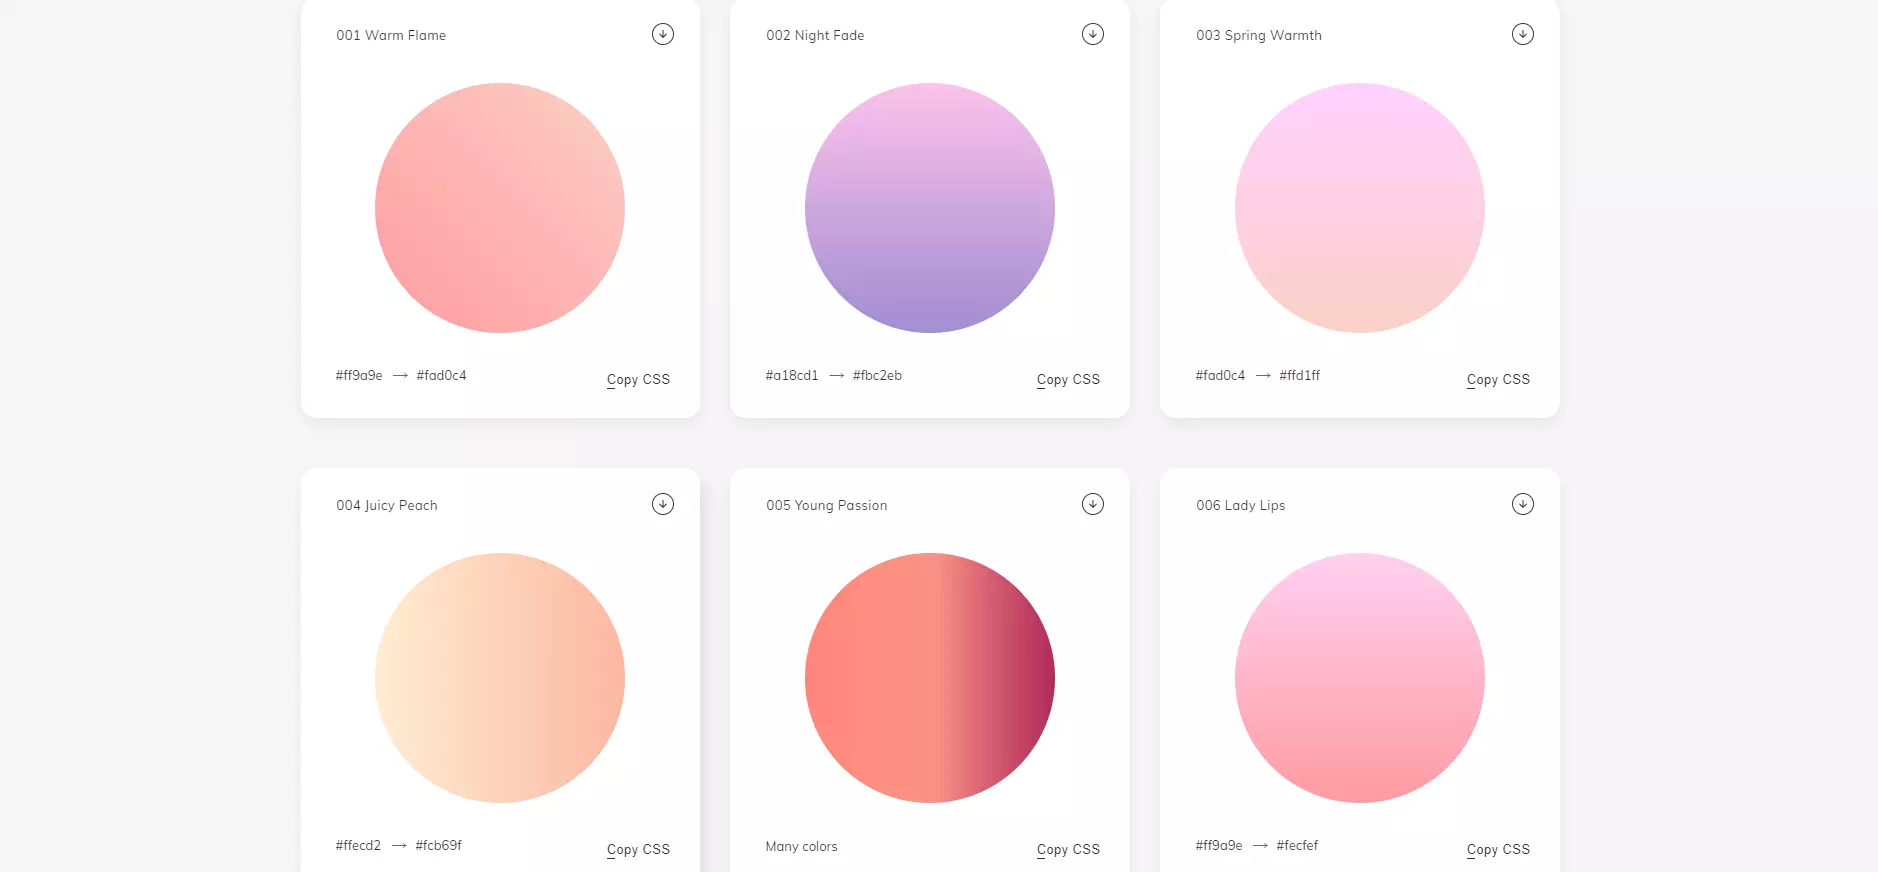 001 Warm Flame
002 Night Fade
003 Spring Warmth
#ff9a9e → #fad0c4
Copy CSS
#a18cd1 → #fbc2eb
Copy CSS
#fad0c4 → #ffd1ff
Copy CSS
004 Juicy Peach
005 Young Passion
006 Lady Lips
#ffecd2 → #fcb69f
Copy CSS
Many colors
Copy CSS
#ff9a9e → #fecfef
Copy CSS